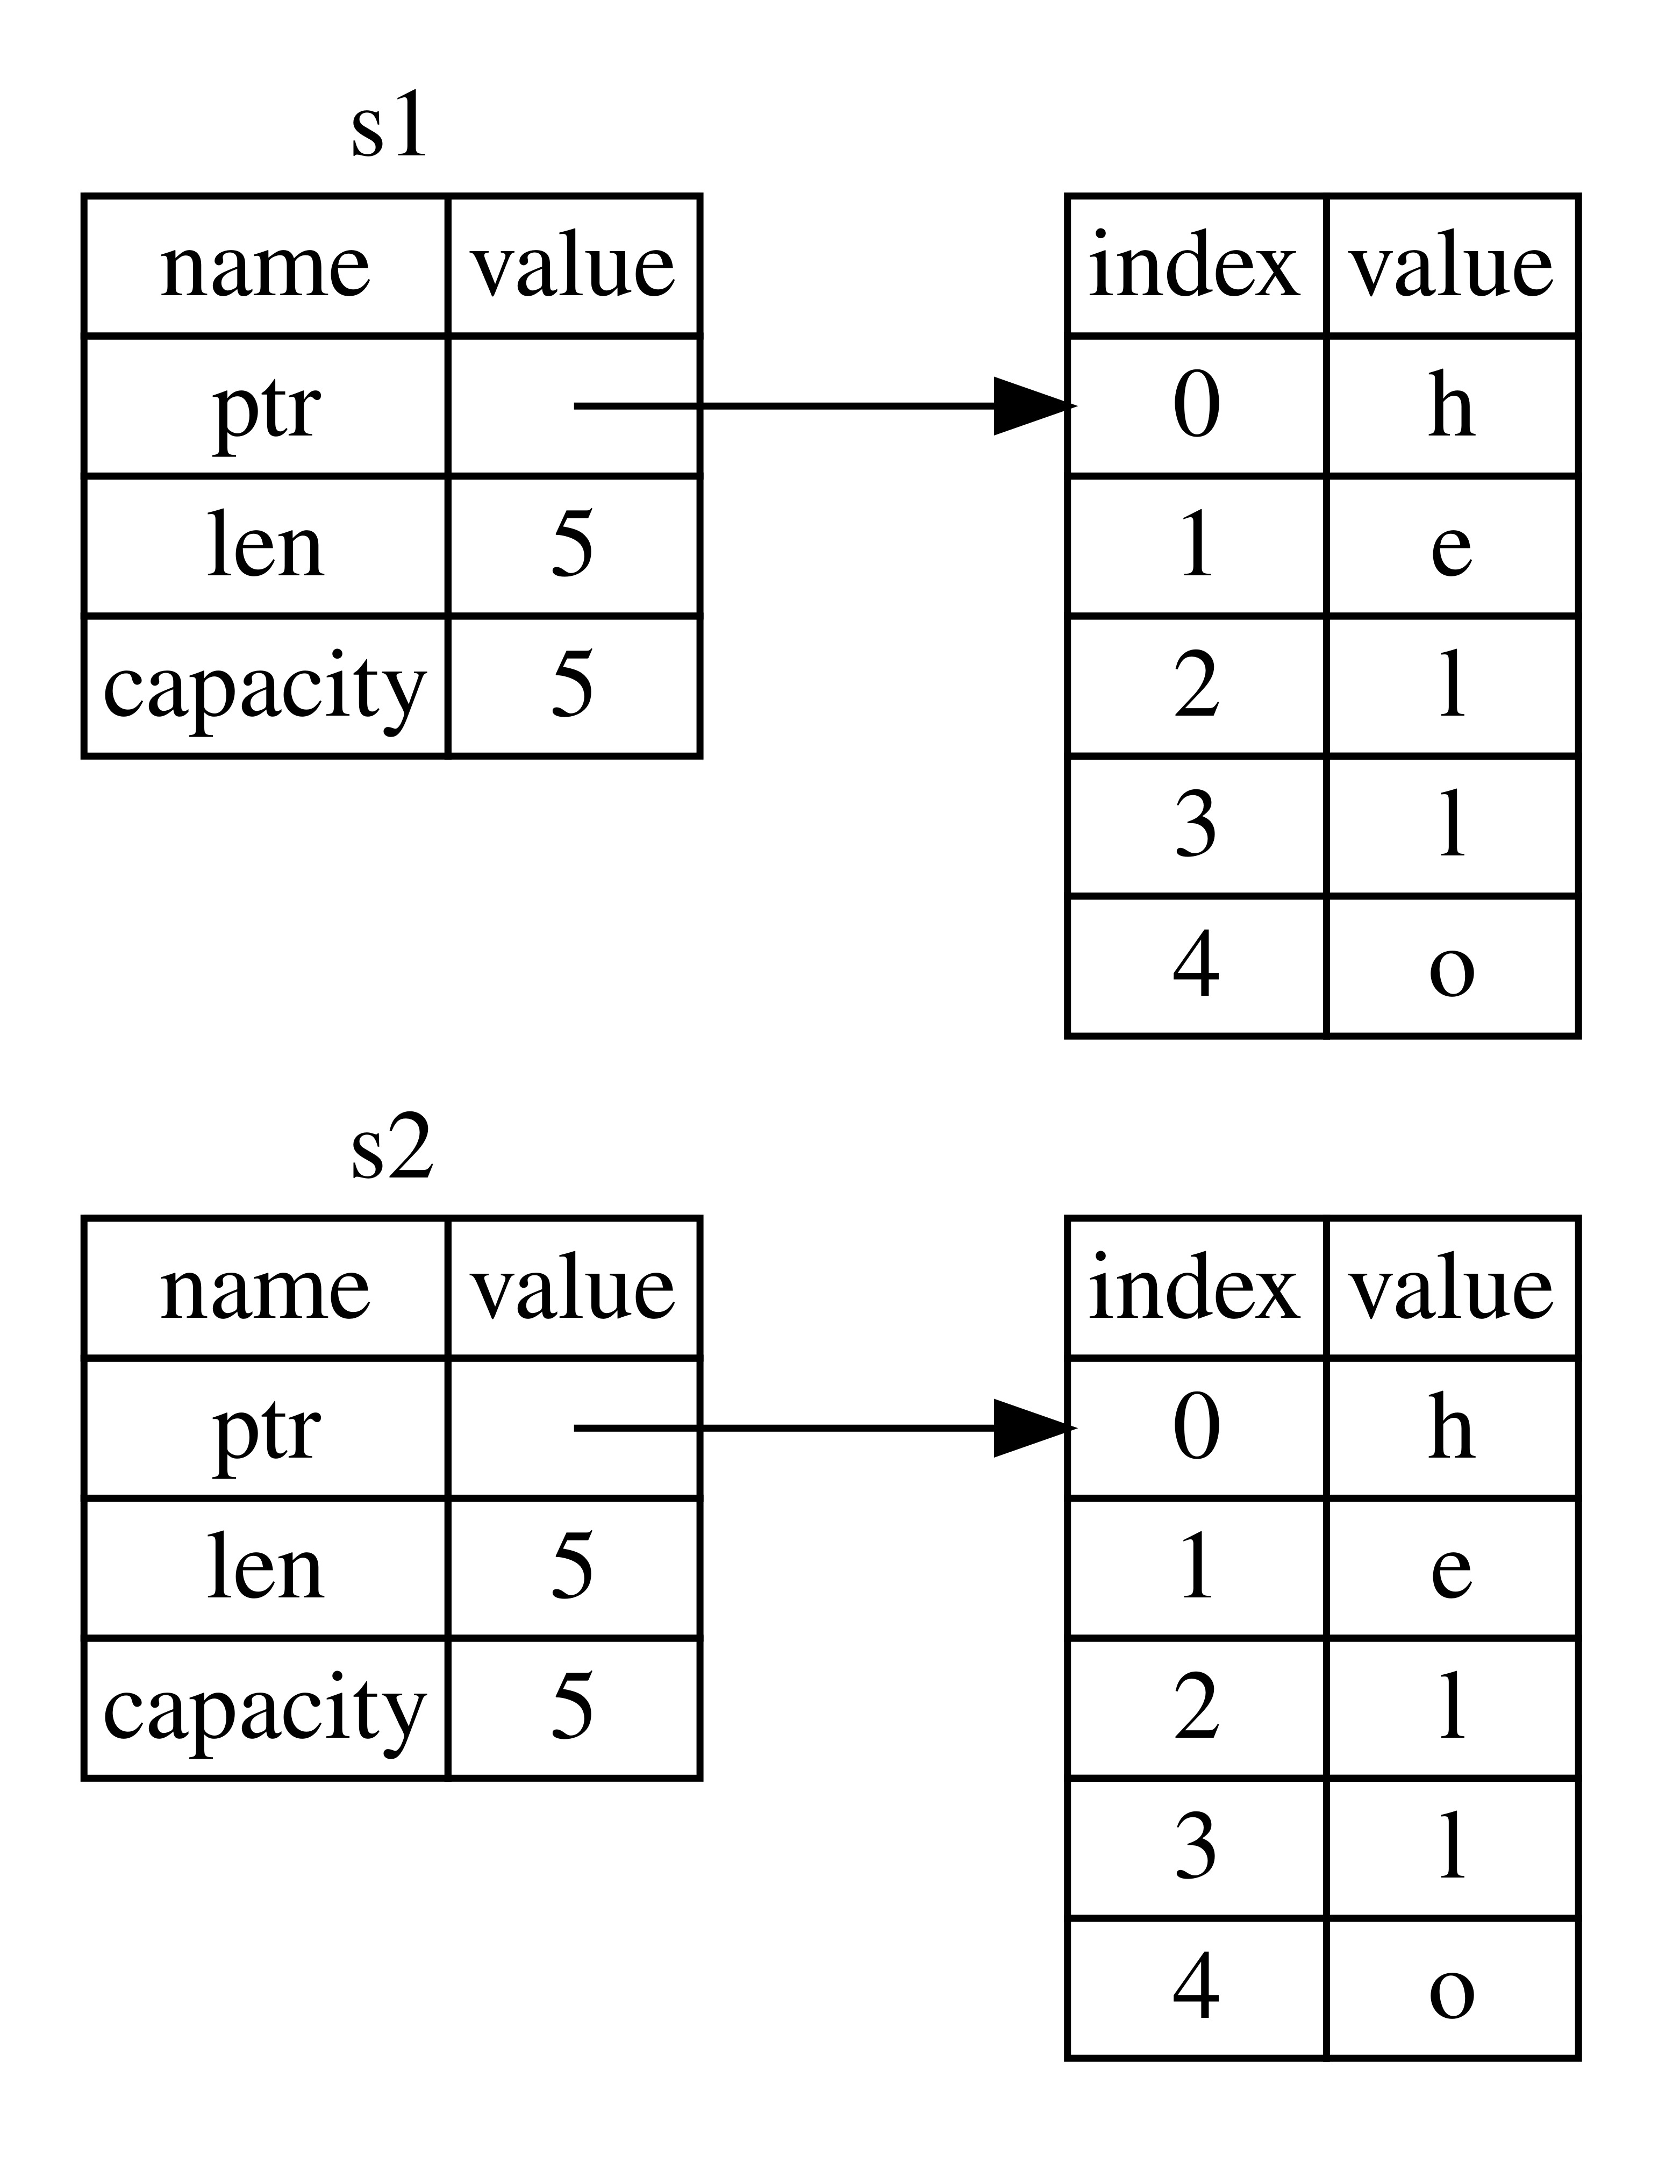 s1
name value
ptr
len 5
capacity 5
index value
0 h
1 e
2 l
3 l
4 o
s2
name value
ptr
len 5
capacity 5
index value
0 h
1 e
2 l
3 l
4 o